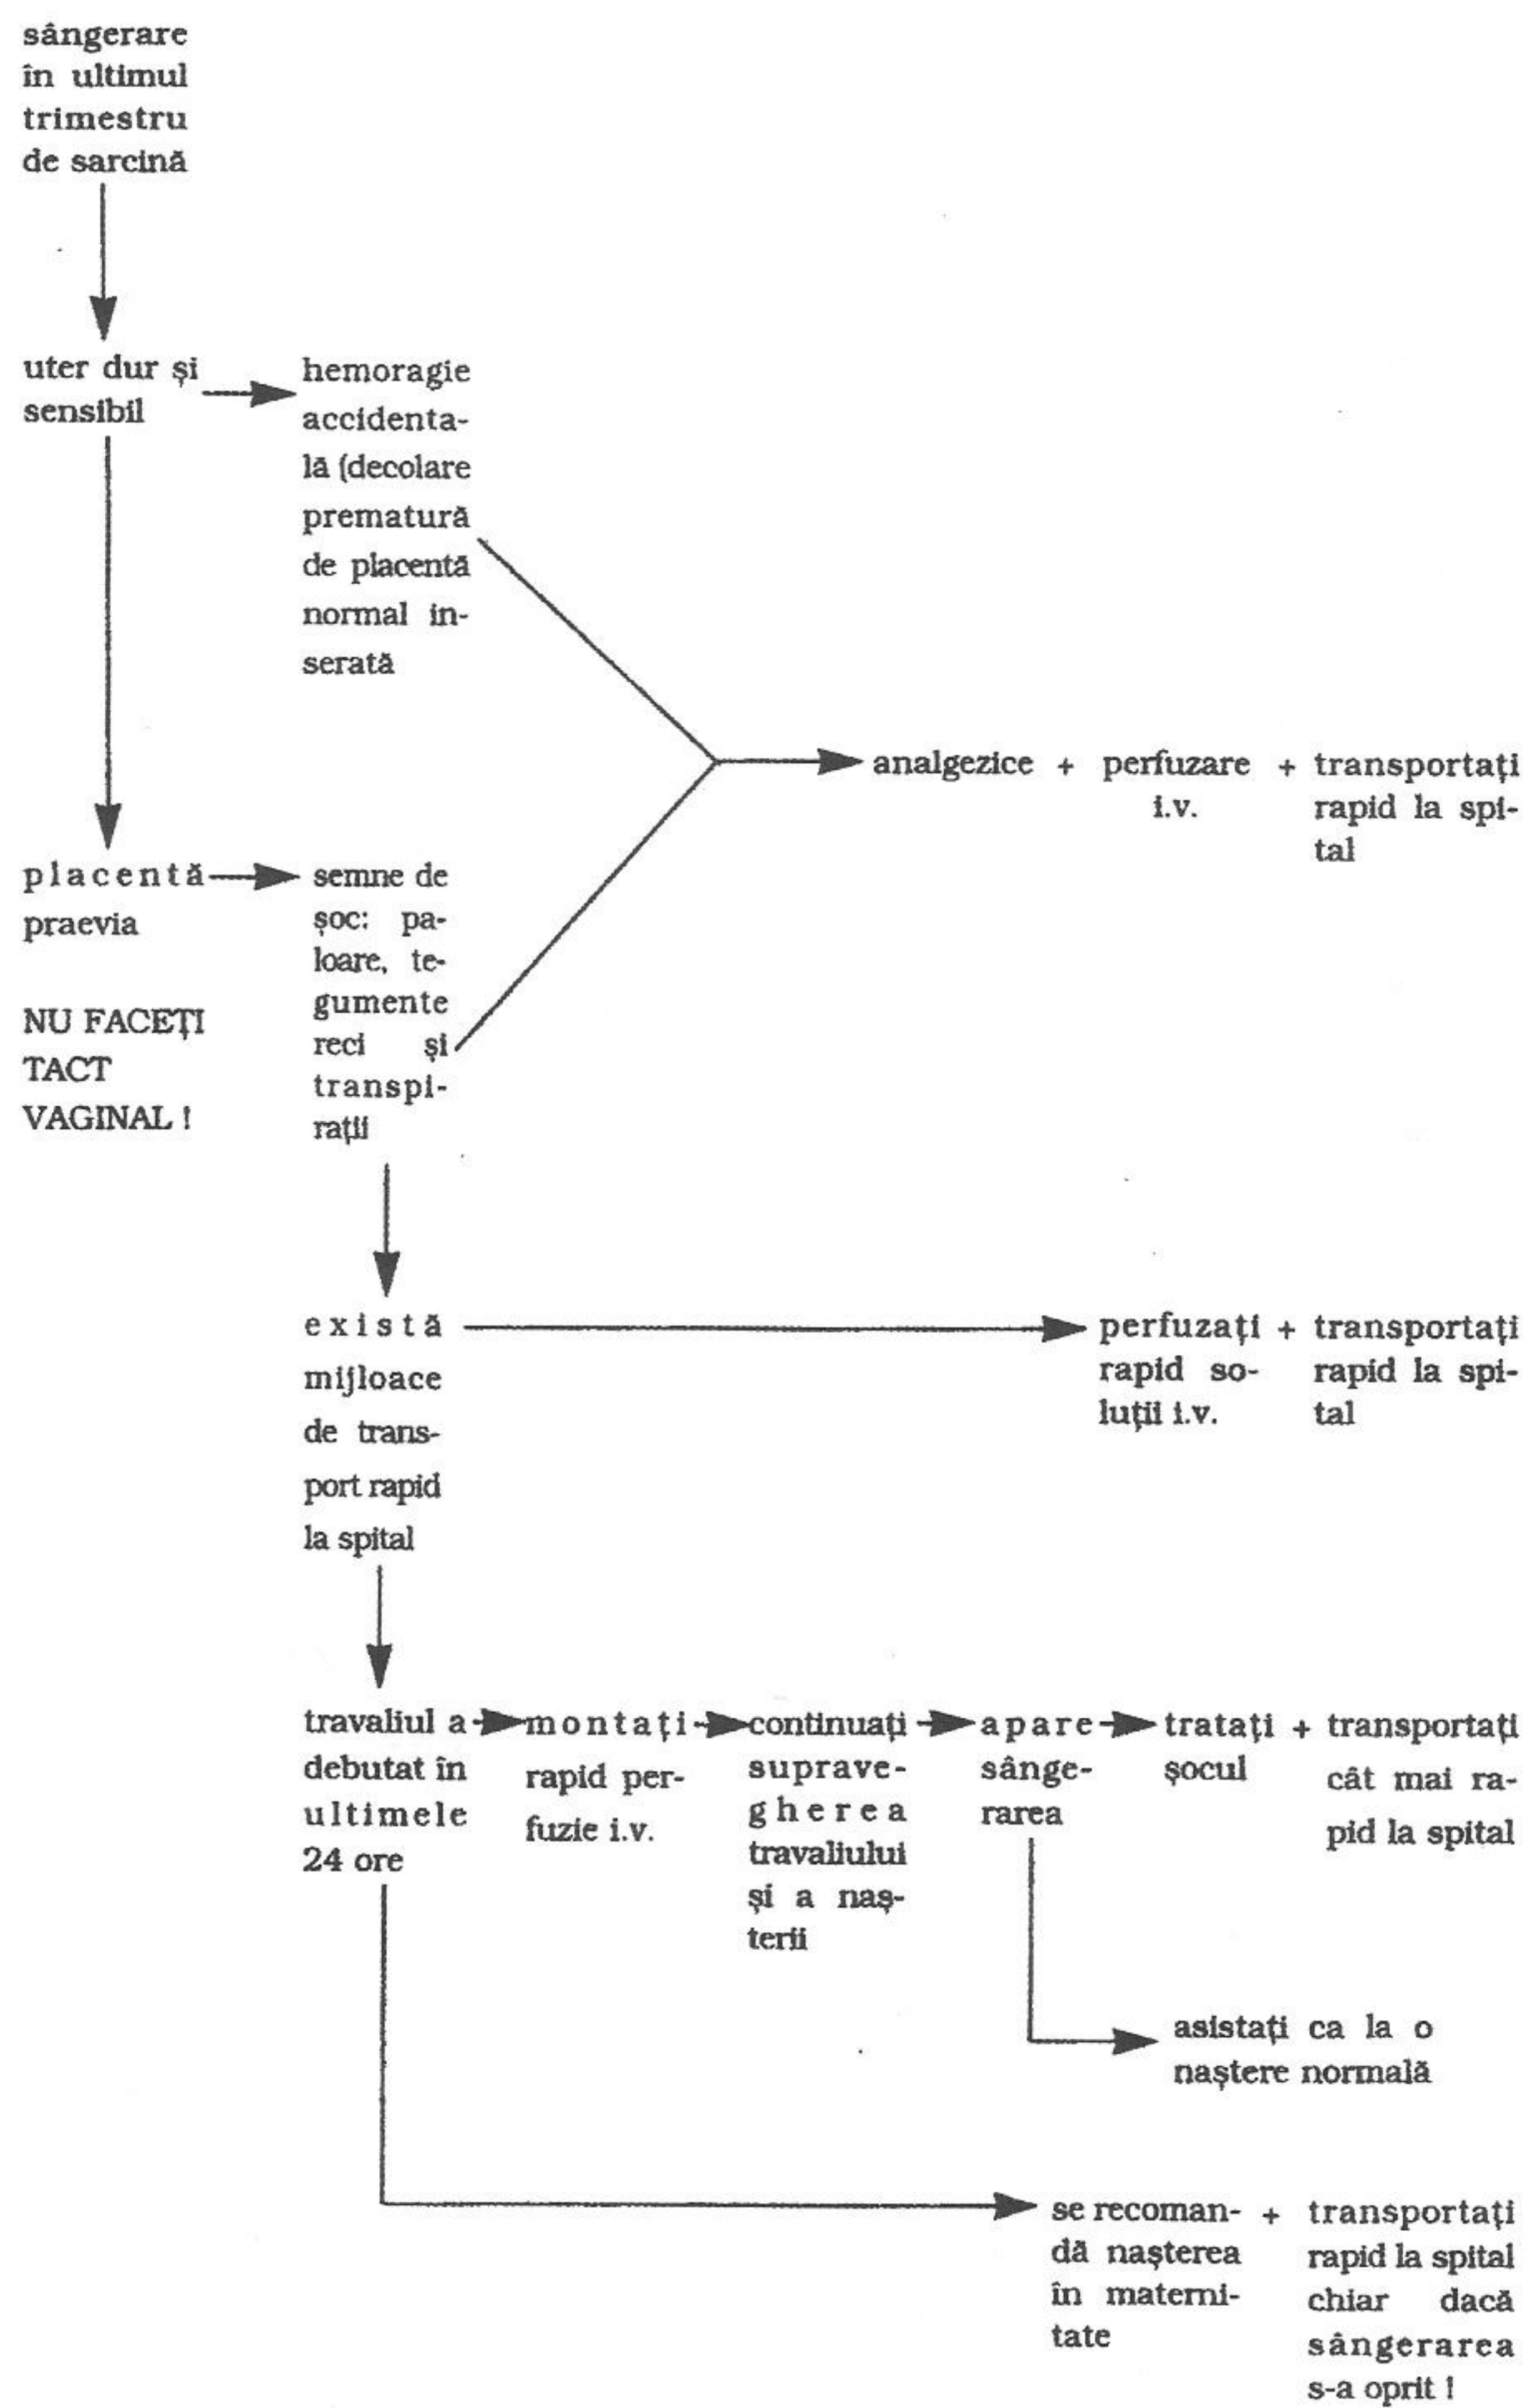 sângerare
în ultimul
trimestru
de sarcină
uter dur și
sensibil
hemoragie
accidenta-
lă (decolare
prematură
de placentă
normal in-
serată
analgezice + perfuzare + transportați
i.v. rapid la spi-
tal
placentă
praevia
NU FACEȚI
TACT
VAGINAL !
semne de
șoc: pa-
loare, te-
gumente
reci și
transpi-
rații
există
mijloace
de trans-
port rapid
la spital
perfuzați + transportați
rapid so- rapid la spi-
luții i.v. tal
travaliul a
debutat în
ultimele
24 ore
montați
rapid per-
fuzie i.v.
continuați
suprave-
gherea
travaliului
și a naș-
terii
apare
sânge-
rarea
tratați + transportați
șocul cât mai ra-
pid la spital
asistați ca la o
naștere normală
se recoman- + transportați
dă nașterea rapid la spital
în materni- chiar dacă
tate sângerarea
s-a oprit !